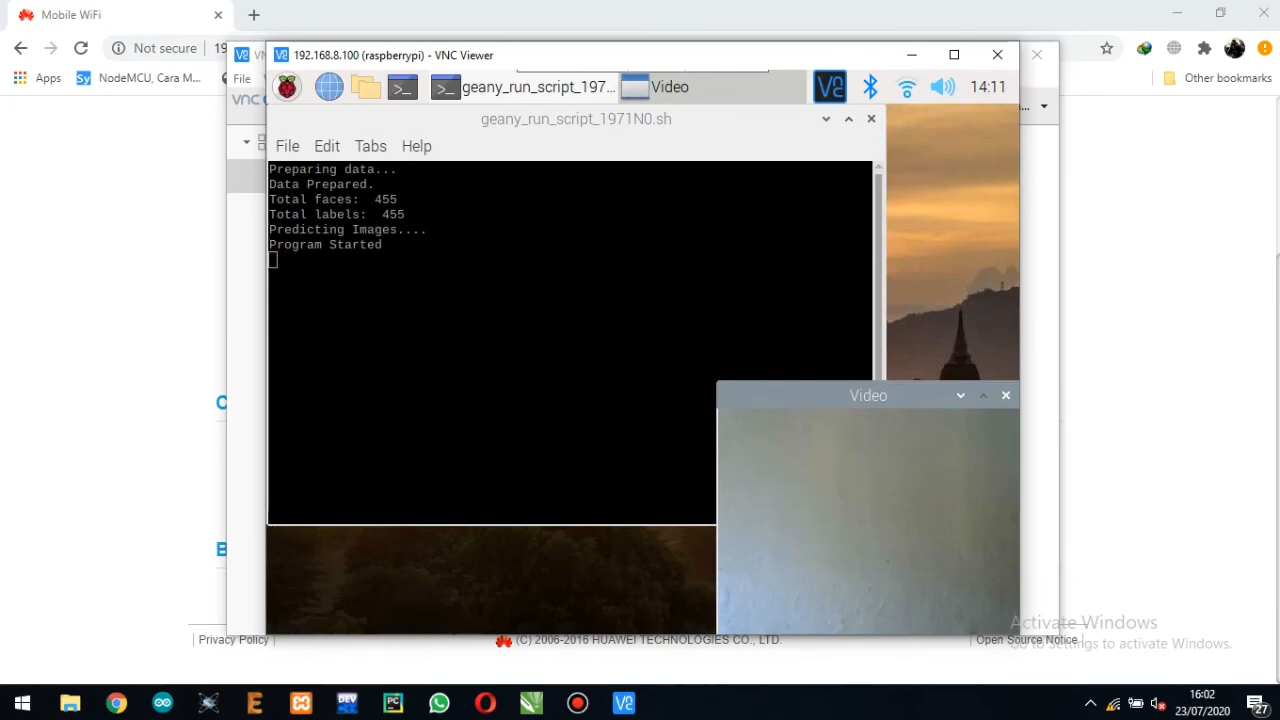 Mobile WiFi
Not secure
19
Apps
NodeMCU, Cara M...
Other bookmarks
192.168.8.100 (raspberrypi) - VNC Viewer
File
geany_run_script_197...
Video
14:11
geany_run_script_1971N0.sh
File Edit Tabs Help
Preparing data...
Data Prepared.
Total faces: 455
Total labels: 455
Predicting Images....
Program Started
Video
Activate Windows
Go to Settings to activate Windows.
Privacy Policy
(C) 2006-2016 HUAWEI TECHNOLOGIES CO., LTD.
Open Source Notice
16:02
23/07/2020
27